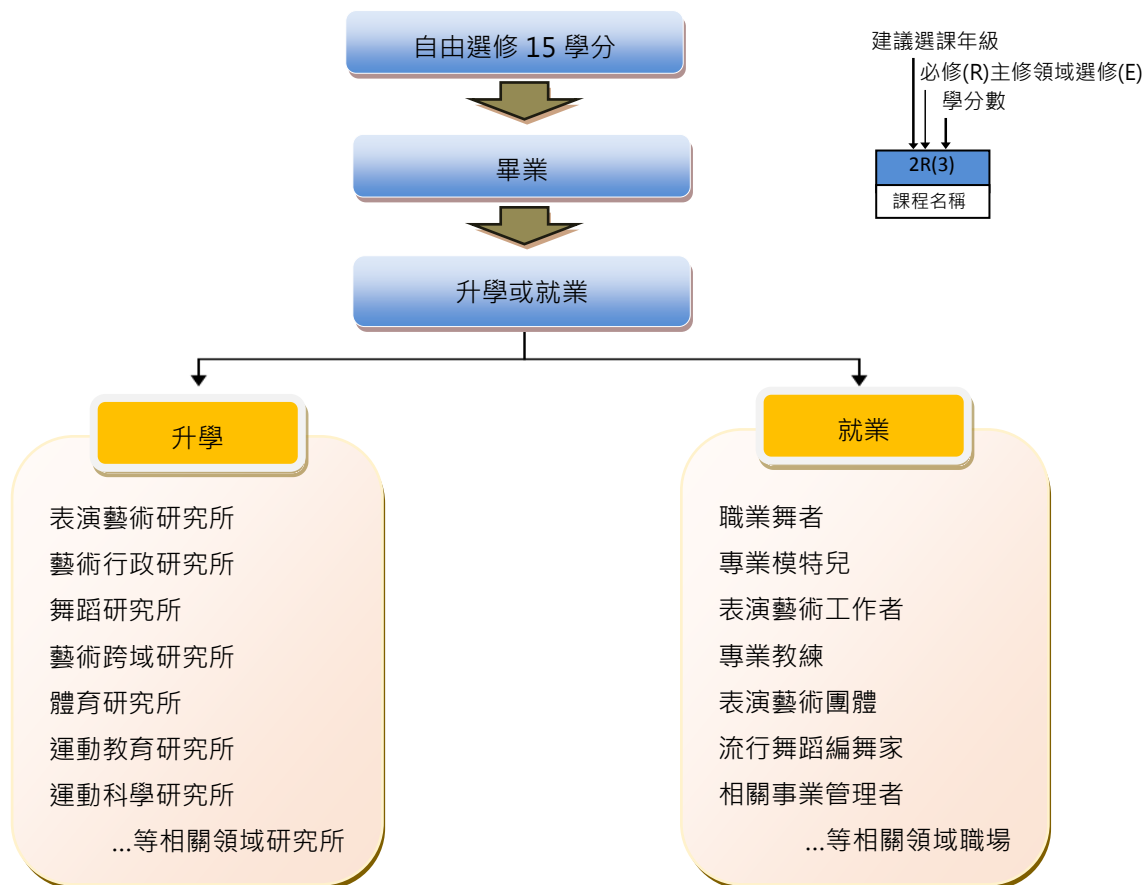 自由選修 15 學分
建議選課年級
必修(R)主修領域選修(E)
學分數
2R(3)
課程名稱
畢業
升學或就業
升學
表演藝術研究所
藝術行政研究所
舞蹈研究所
藝術跨域研究所
體育研究所
運動教育研究所
運動科學研究所
...等相關領域研究所
就業
職業舞者
專業模特兒
表演藝術工作者
專業教練
表演藝術團體
流行舞蹈編舞家
相關事業管理者
...等相關領域職場